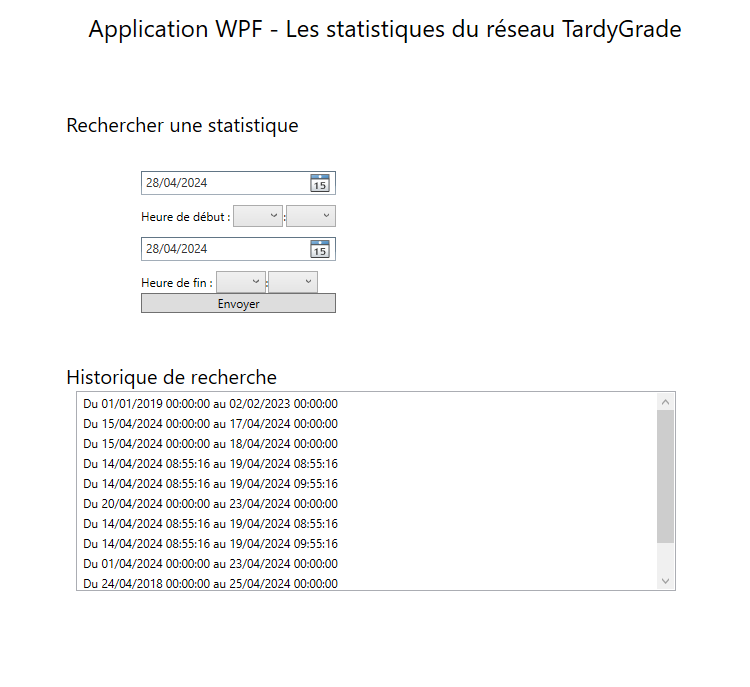 Application WPF - Les statistiques du réseau TardyGrade
Rechercher une statistique
28/04/2024
15
Heure de début : :
28/04/2024
15
Heure de fin : :
Envoyer
Historique de recherche
Du 01/01/2019 00:00:00 au 02/02/2023 00:00:00
Du 15/04/2024 00:00:00 au 17/04/2024 00:00:00
Du 15/04/2024 00:00:00 au 18/04/2024 00:00:00
Du 14/04/2024 08:55:16 au 19/04/2024 08:55:16
Du 14/04/2024 08:55:16 au 19/04/2024 09:55:16
Du 20/04/2024 00:00:00 au 23/04/2024 00:00:00
Du 14/04/2024 08:55:16 au 19/04/2024 08:55:16
Du 14/04/2024 08:55:16 au 19/04/2024 09:55:16
Du 01/04/2024 00:00:00 au 23/04/2024 00:00:00
Du 24/04/2018 00:00:00 au 25/04/2024 00:00:00